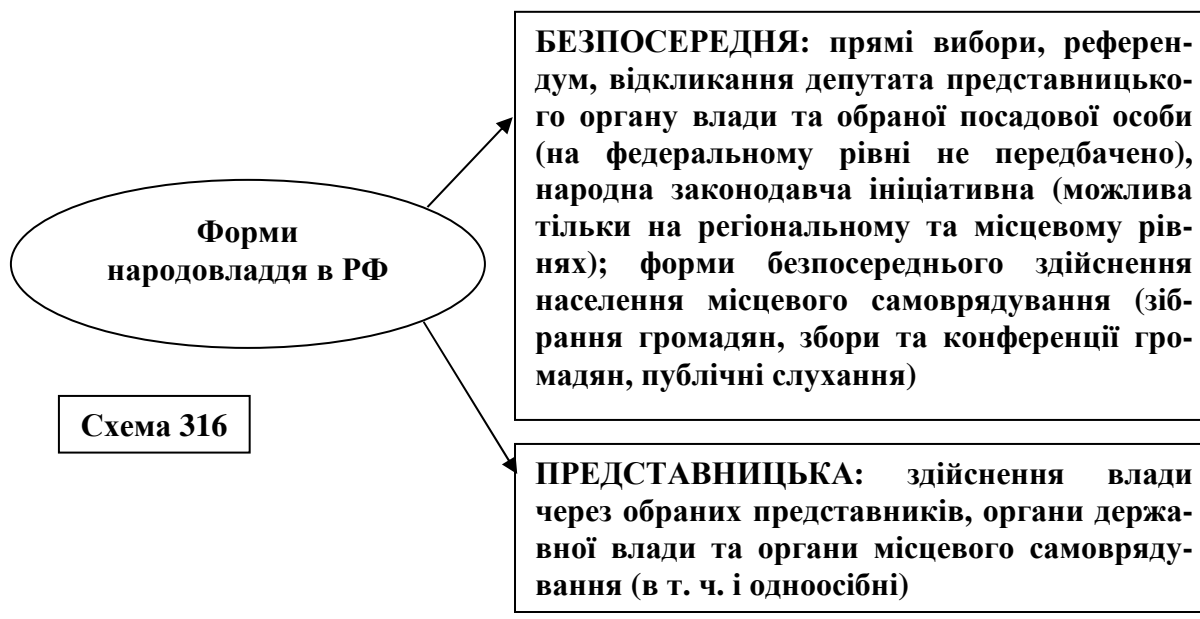 БЕЗПОСЕРЕДНЯ: прямі вибори, референ-
дум, відкликання депутата представницько-
го органу влади та обраної посадової особи
(на федеральному рівні не передбачено),
народна законодавча ініціативна (можлива
тільки на регіональному та місцевому рів-
нях); форми безпосереднього здійснення
населення місцевого самоврядування (зіб-
рання громадян, збори та конференції гро-
мадян, публічні слухання)
Форми
народовладдя в РФ
Схема 316
ПРЕДСТАВНИЦЬКА: здійснення влади
через обраних представників, органи держа-
вної влади та органи місцевого самовряду-
вання (в т. ч. і одноосібні)